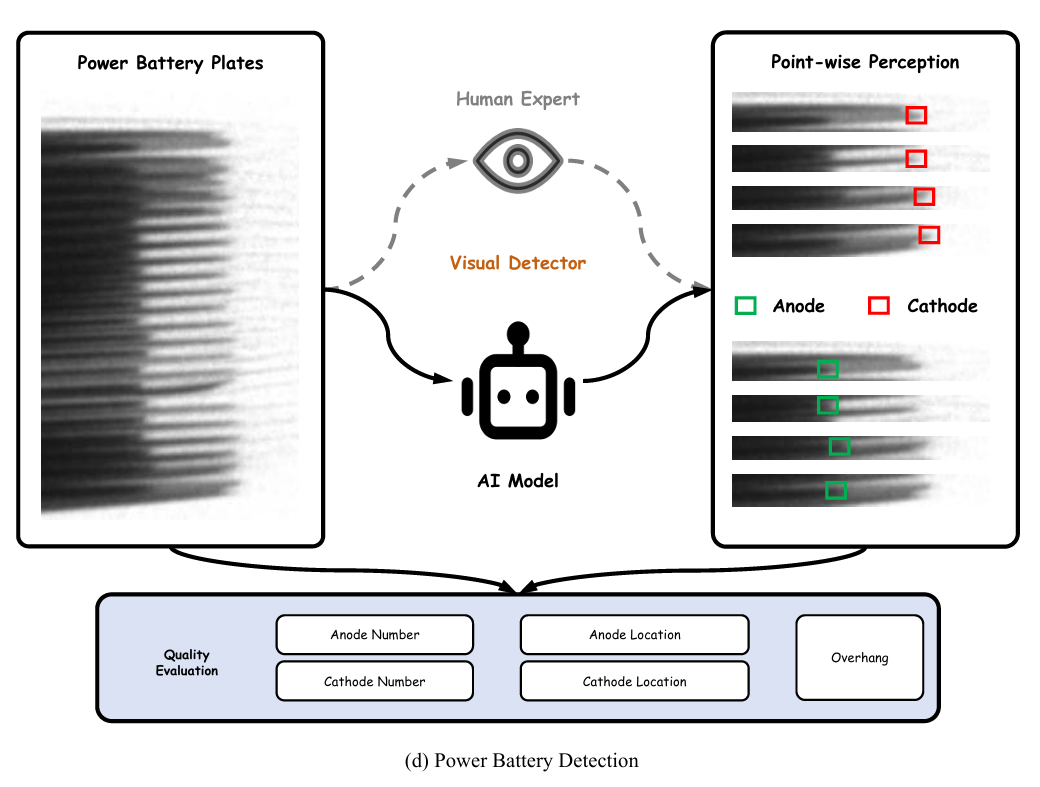 Power Battery Plates
Human Expert
Visual Detector
AI Model
Point-wise Perception
Anode
Cathode
Quality
Evaluation
Anode Number
Cathode Number
Anode Location
Cathode Location
Overhang
(d) Power Battery Detection